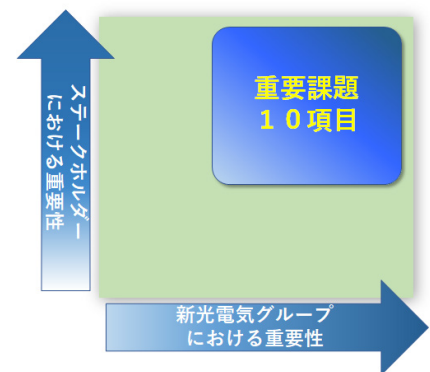 ステークホルダー
における重要性
重要課題
１０項目
新光電気グループ
における重要性